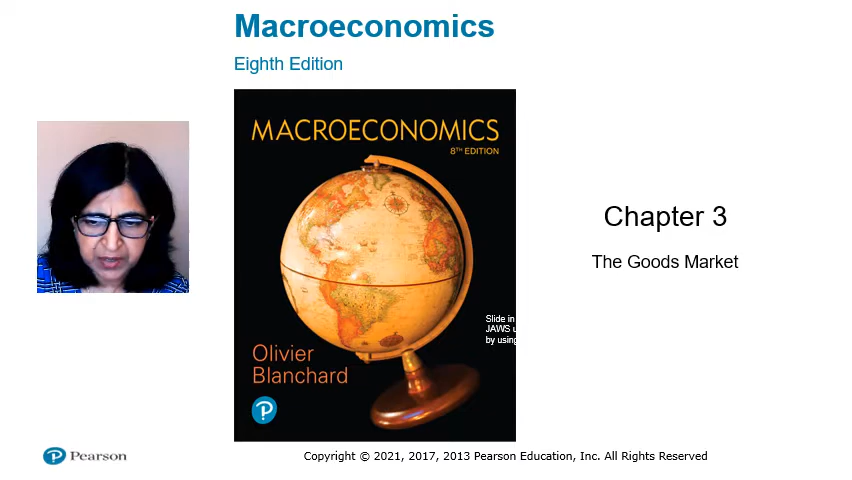 Macroeconomics
Eighth Edition
MACROECONOMICS
8TH EDITION
Chapter 3
The Goods Market
Slide in
JAWS u
by using
Olivier
Blanchard
P
P Pearson
Copyright © 2021, 2017, 2013 Pearson Education, Inc. All Rights Reserved